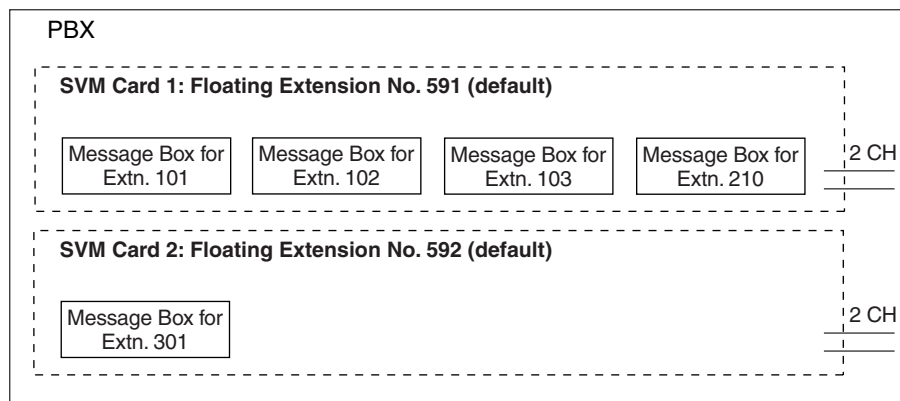 PBX
SVM Card 1: Floating Extension No. 591 (default)
Message Box for
Extn. 101
Message Box for
Extn. 102
Message Box for
Extn. 103
Message Box for
Extn. 210
2 CH
SVM Card 2: Floating Extension No. 592 (default)
Message Box for
Extn. 301
2 CH